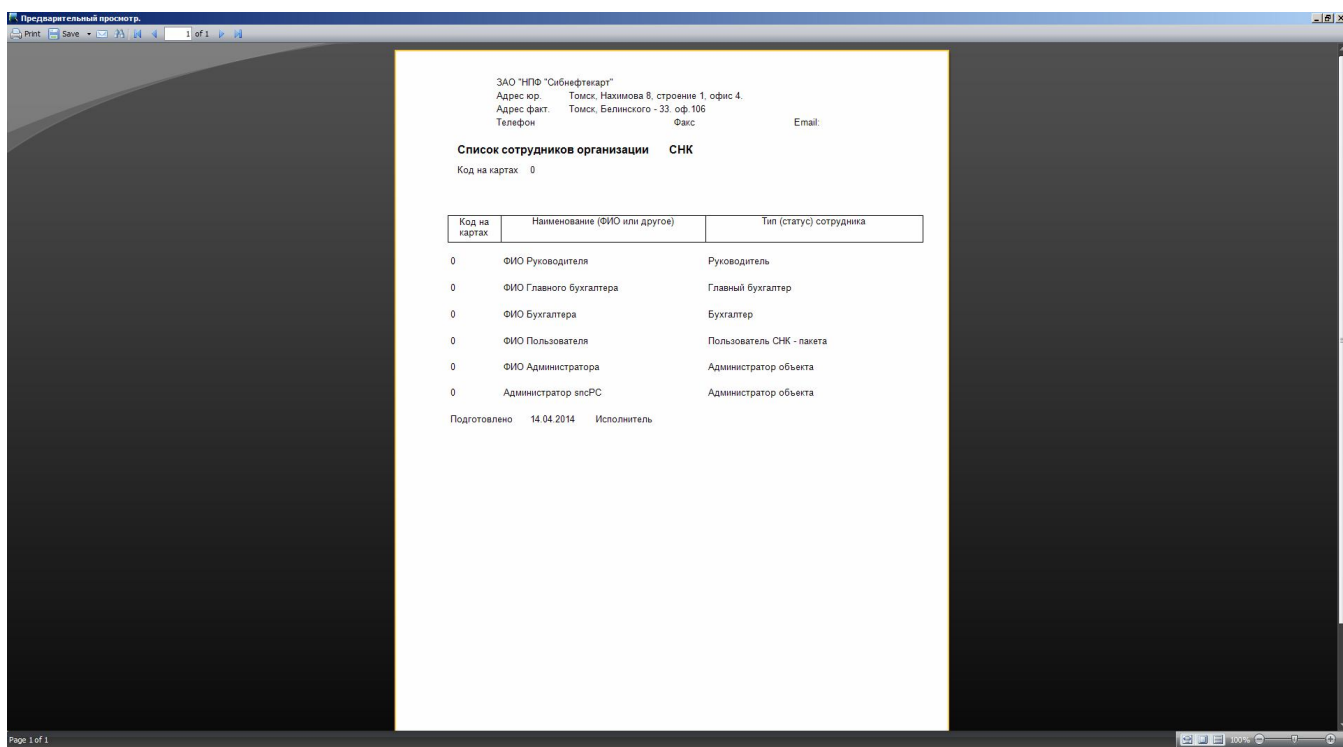 Предварительный просмотр.
Print Save 1 of 1
ЗАО "НПФ "Сибнефтекарт"
Адрес юр. Томск, Нахимова 8, строение 1, офис 4.
Адрес факт. Томск, Белинского - 33. оф.106
Телефон Факс Email:
Список сотрудников организации СНК
Код на картах 0
Код на картах Наименование (ФИО или другое) Тип (статус) сотрудника
0 ФИО Руководителя Руководитель
0 ФИО Главного бухгалтера Главный бухгалтер
0 ФИО Бухгалтера Бухгалтер
0 ФИО Пользователя Пользователь СНК - пакета
0 ФИО Администратора Администратор объекта
0 Администратор sncPC Администратор объекта
Подготовлено 14.04.2014 Исполнитель
Page 1 of 1 100%